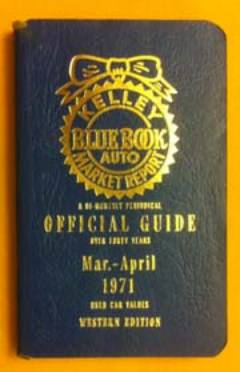 KELLEY
BLUE BOOK
AUTO
MARKET REPORT
A BI-MONTHLY PERIODICAL
OFFICIAL GUIDE
OVER FORTY YEARS
Mar.-April
1971
USED CAR VALUES
WESTERN EDITION